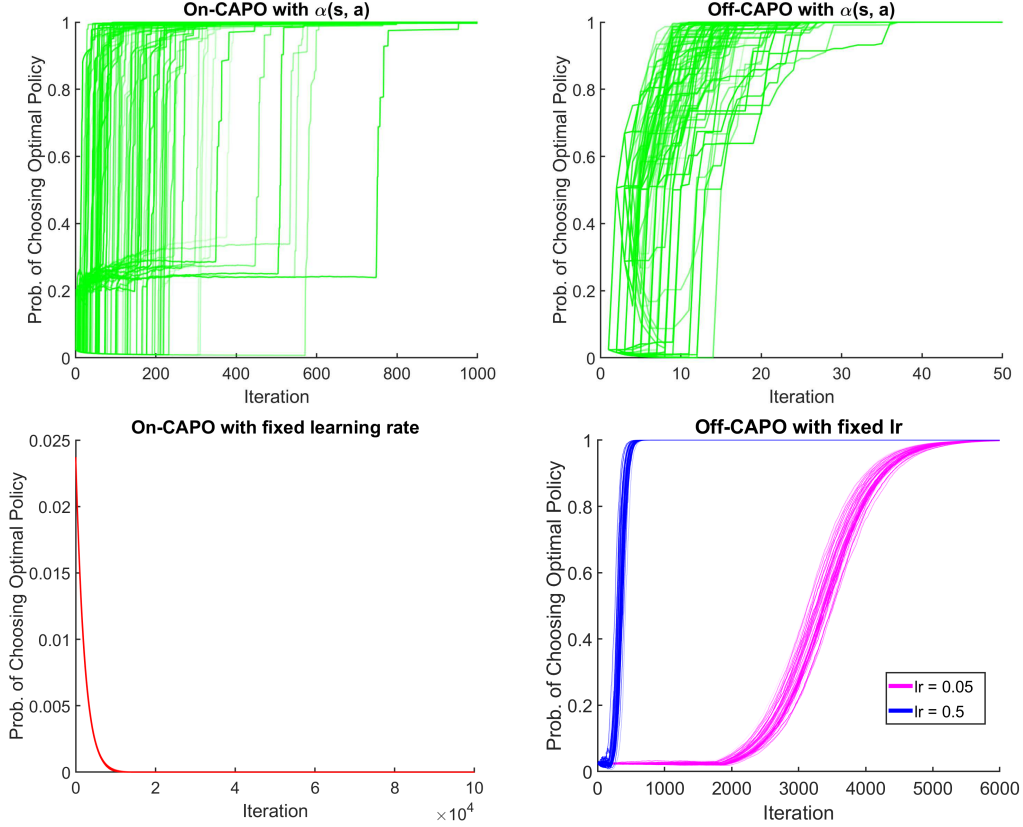 On-CAPO with α(s, a)
Prob. of Choosing Optimal Policy
1
0.8
0.6
0.4
0.2
0
0 200 400 600 800 1000
Iteration
Off-CAPO with α(s, a)
Prob. of Choosing Optimal Policy
1
0.8
0.6
0.4
0.2
0
0 10 20 30 40 50
Iteration
On-CAPO with fixed learning rate
Prob. of Choosing Optimal Policy
0.025
0.02
0.015
0.01
0.005
0
0 2 4 6 8 10
Iteration
×10⁴
Off-CAPO with fixed lr
Prob. of Choosing Optimal Policy
1
0.8
0.6
0.4
0.2
0
lr = 0.05
lr = 0.5
0 1000 2000 3000 4000 5000 6000
Iteration